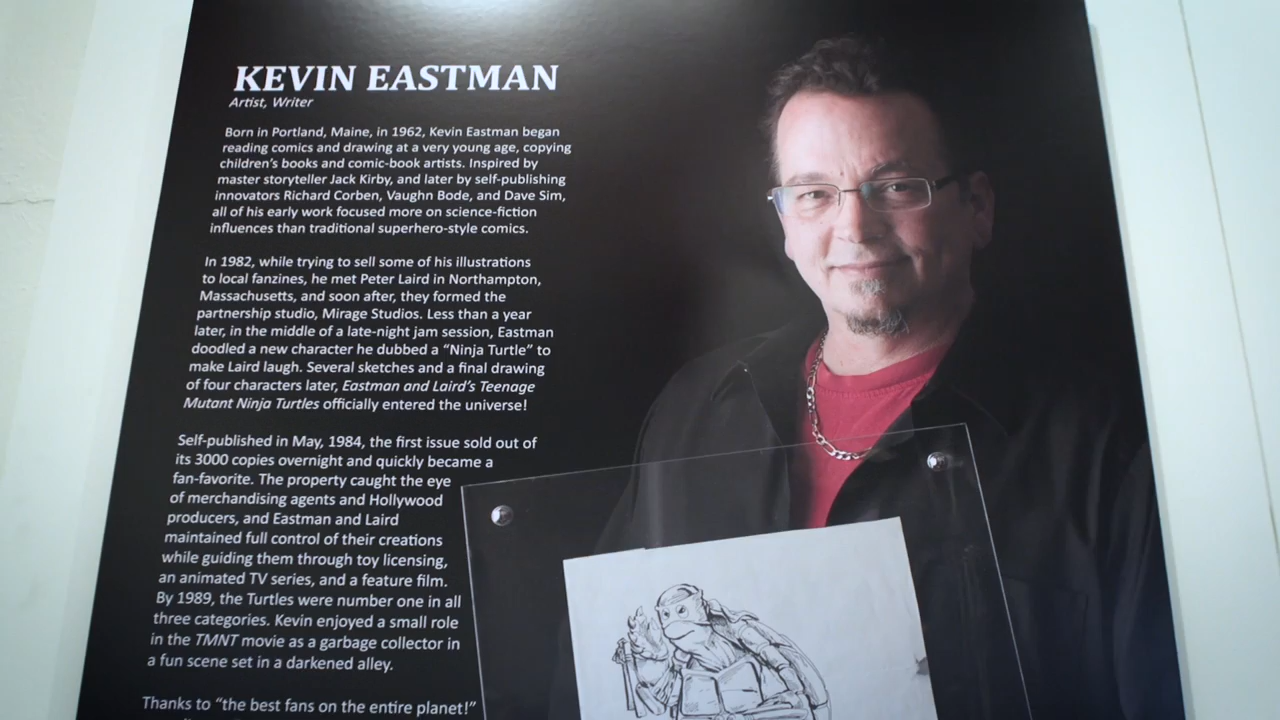 KEVIN EASTMAN
Artist, Writer
Born in Portland, Maine, in 1962, Kevin Eastman began
reading comics and drawing at a very young age, copying
children's books and comic-book artists. Inspired by
master storyteller Jack Kirby, and later by self-publishing
innovators Richard Corben, Vaughn Bode, and Dave Sim,
all of his early work focused more on science-fiction
influences than traditional superhero-style comics.
In 1982, while trying to sell some of his illustrations
to local fanzines, he met Peter Laird in Northampton,
Massachusetts, and soon after, they formed the
partnership studio, Mirage Studios. Less than a year
later, in the middle of a late-night jam session, Eastman
doodled a new character he dubbed a “Ninja Turtle” to
make Laird laugh. Several sketches and a final drawing
of four characters later, Eastman and Laird's Teenage
Mutant Ninja Turtles officially entered the universe!
Self-published in May, 1984, the first issue sold out of
its 3000 copies overnight and quickly became a
fan-favorite. The property caught the eye
of merchandising agents and Hollywood
producers, and Eastman and Laird
maintained full control of their creations
while guiding them through toy licensing,
an animated TV series, and a feature film.
By 1989, the Turtles were number one in all
three categories. Kevin enjoyed a small role
in the TMNT movie as a garbage collector in
a fun scene set in a darkened alley.
Thanks to “the best fans on the entire planet!”